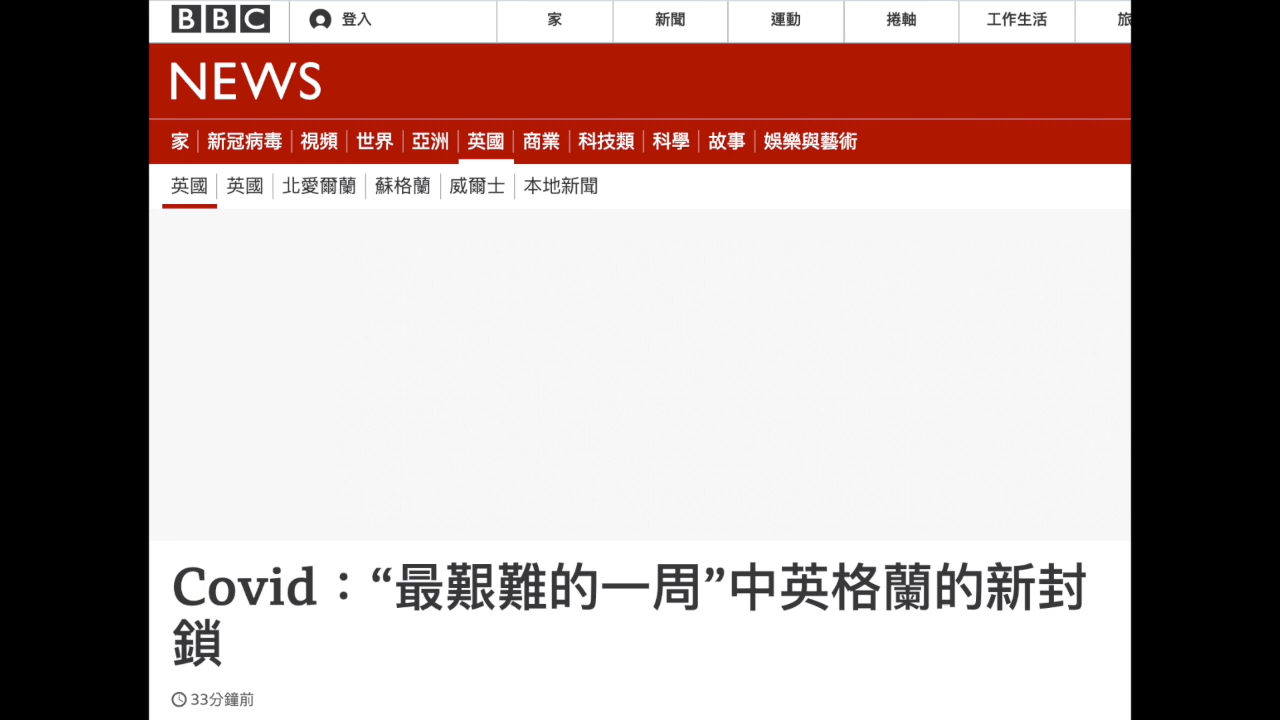 BBC 登入 家 新聞 運動 捲軸 工作生活 旅
NEWS
家 新冠病毒 視頻 世界 亞洲 英國 商業 科技類 科學 故事 娛樂與藝術
英國 英國 北愛爾蘭 蘇格蘭 威爾士 本地新聞
Covid：“最艱難的一周”中英格蘭的新封
鎖
33分鐘前